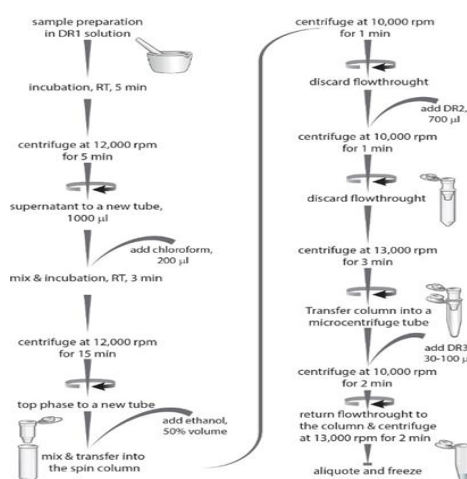 sample preparation
in DR1 solution
incubation, RT, 5 min
centrifuge at 12,000 rpm
for 5 min
supernatant to a new tube,
1000 µl
add chloroform,
200 µl
mix & incubation, RT, 3 min
centrifuge at 12,000 rpm
for 15 min
top phase to a new tube
add ethanol,
50% volume
mix & transfer into
the spin column
centrifuge at 10,000 rpm
for 1 min
discard flowthrought
add DR2,
700 µl
centrifuge at 10,000 rpm
for 1 min
discard flowthrought
centrifuge at 13,000 rpm
for 3 min
Transfer column into a
microcentrifuge tube
add DR3
30-100 µ
centrifuge at 10,000 rpm
for 2 min
return flowthrought to
the column & centrifuge
at 13,000 rpm for 2 min
aliquote and freeze